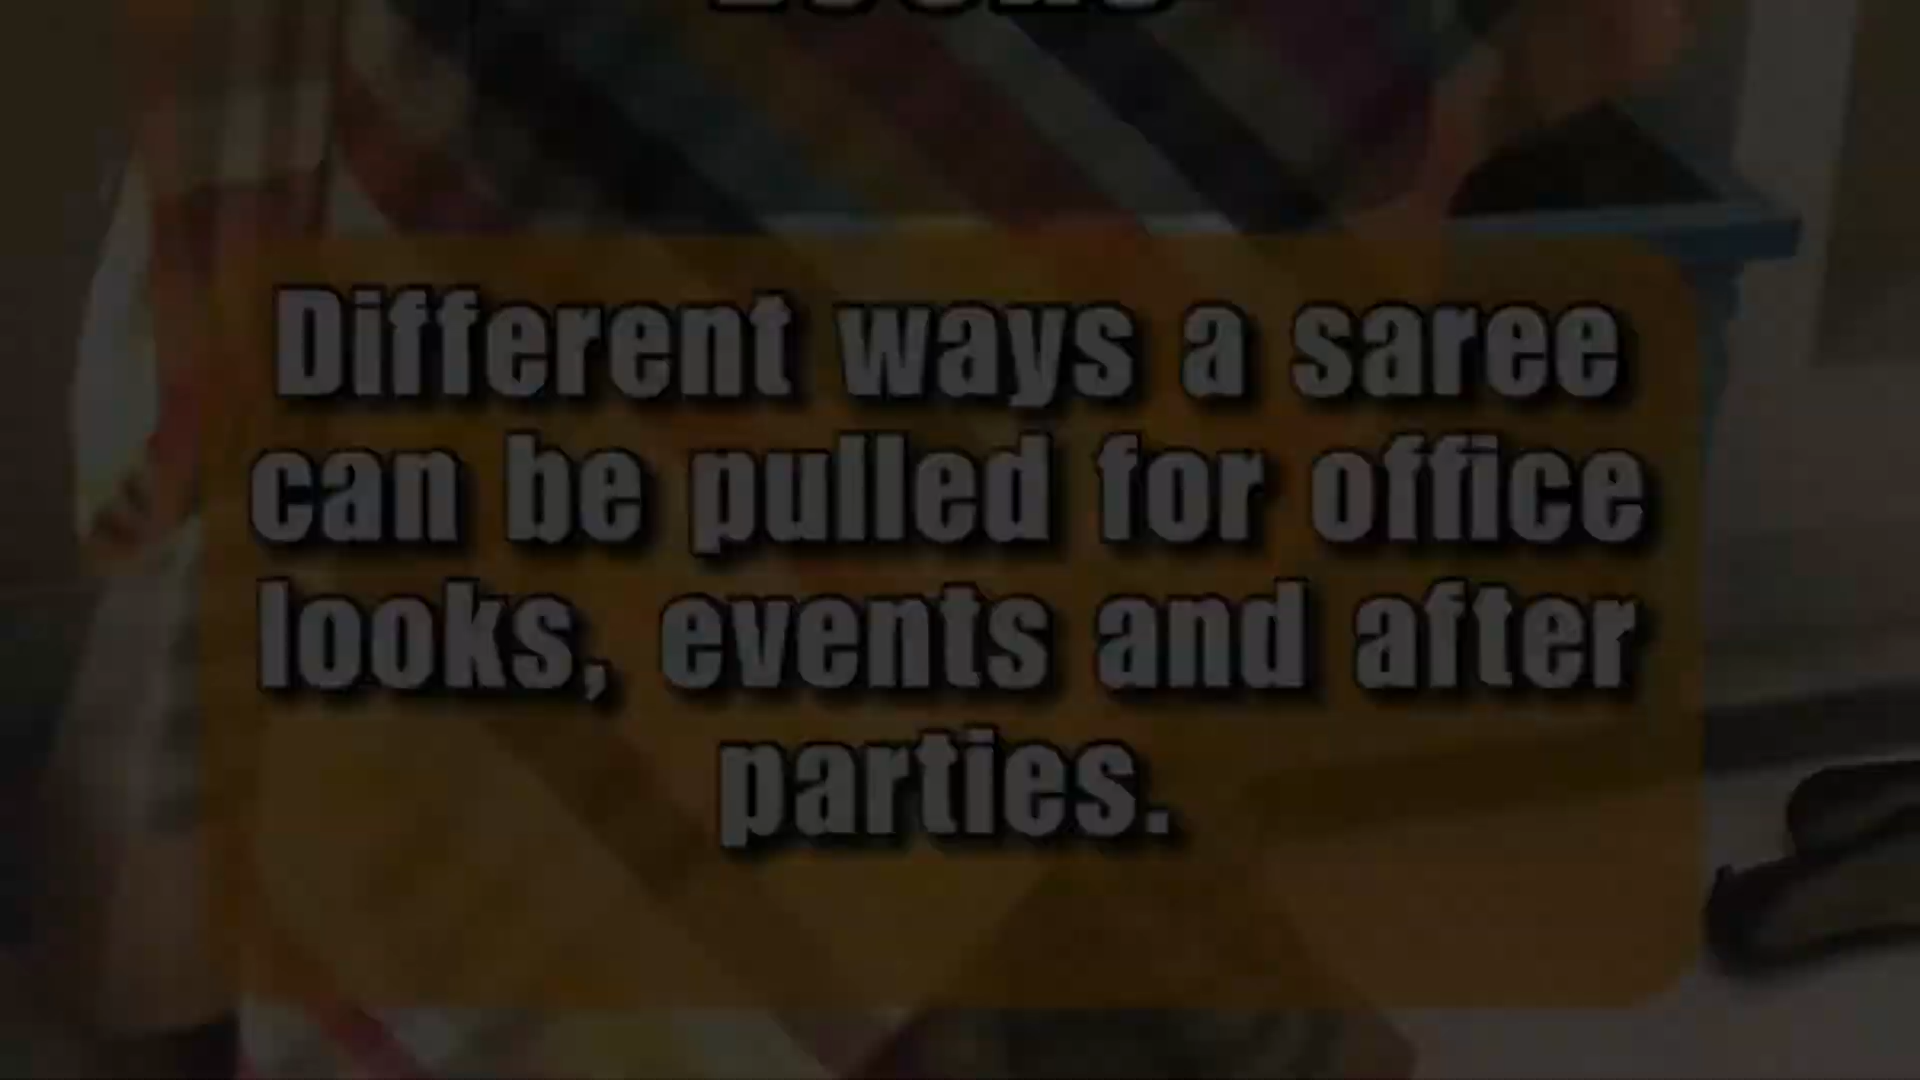 Different ways a saree
can be pulled for office
looks, events and after
parties.